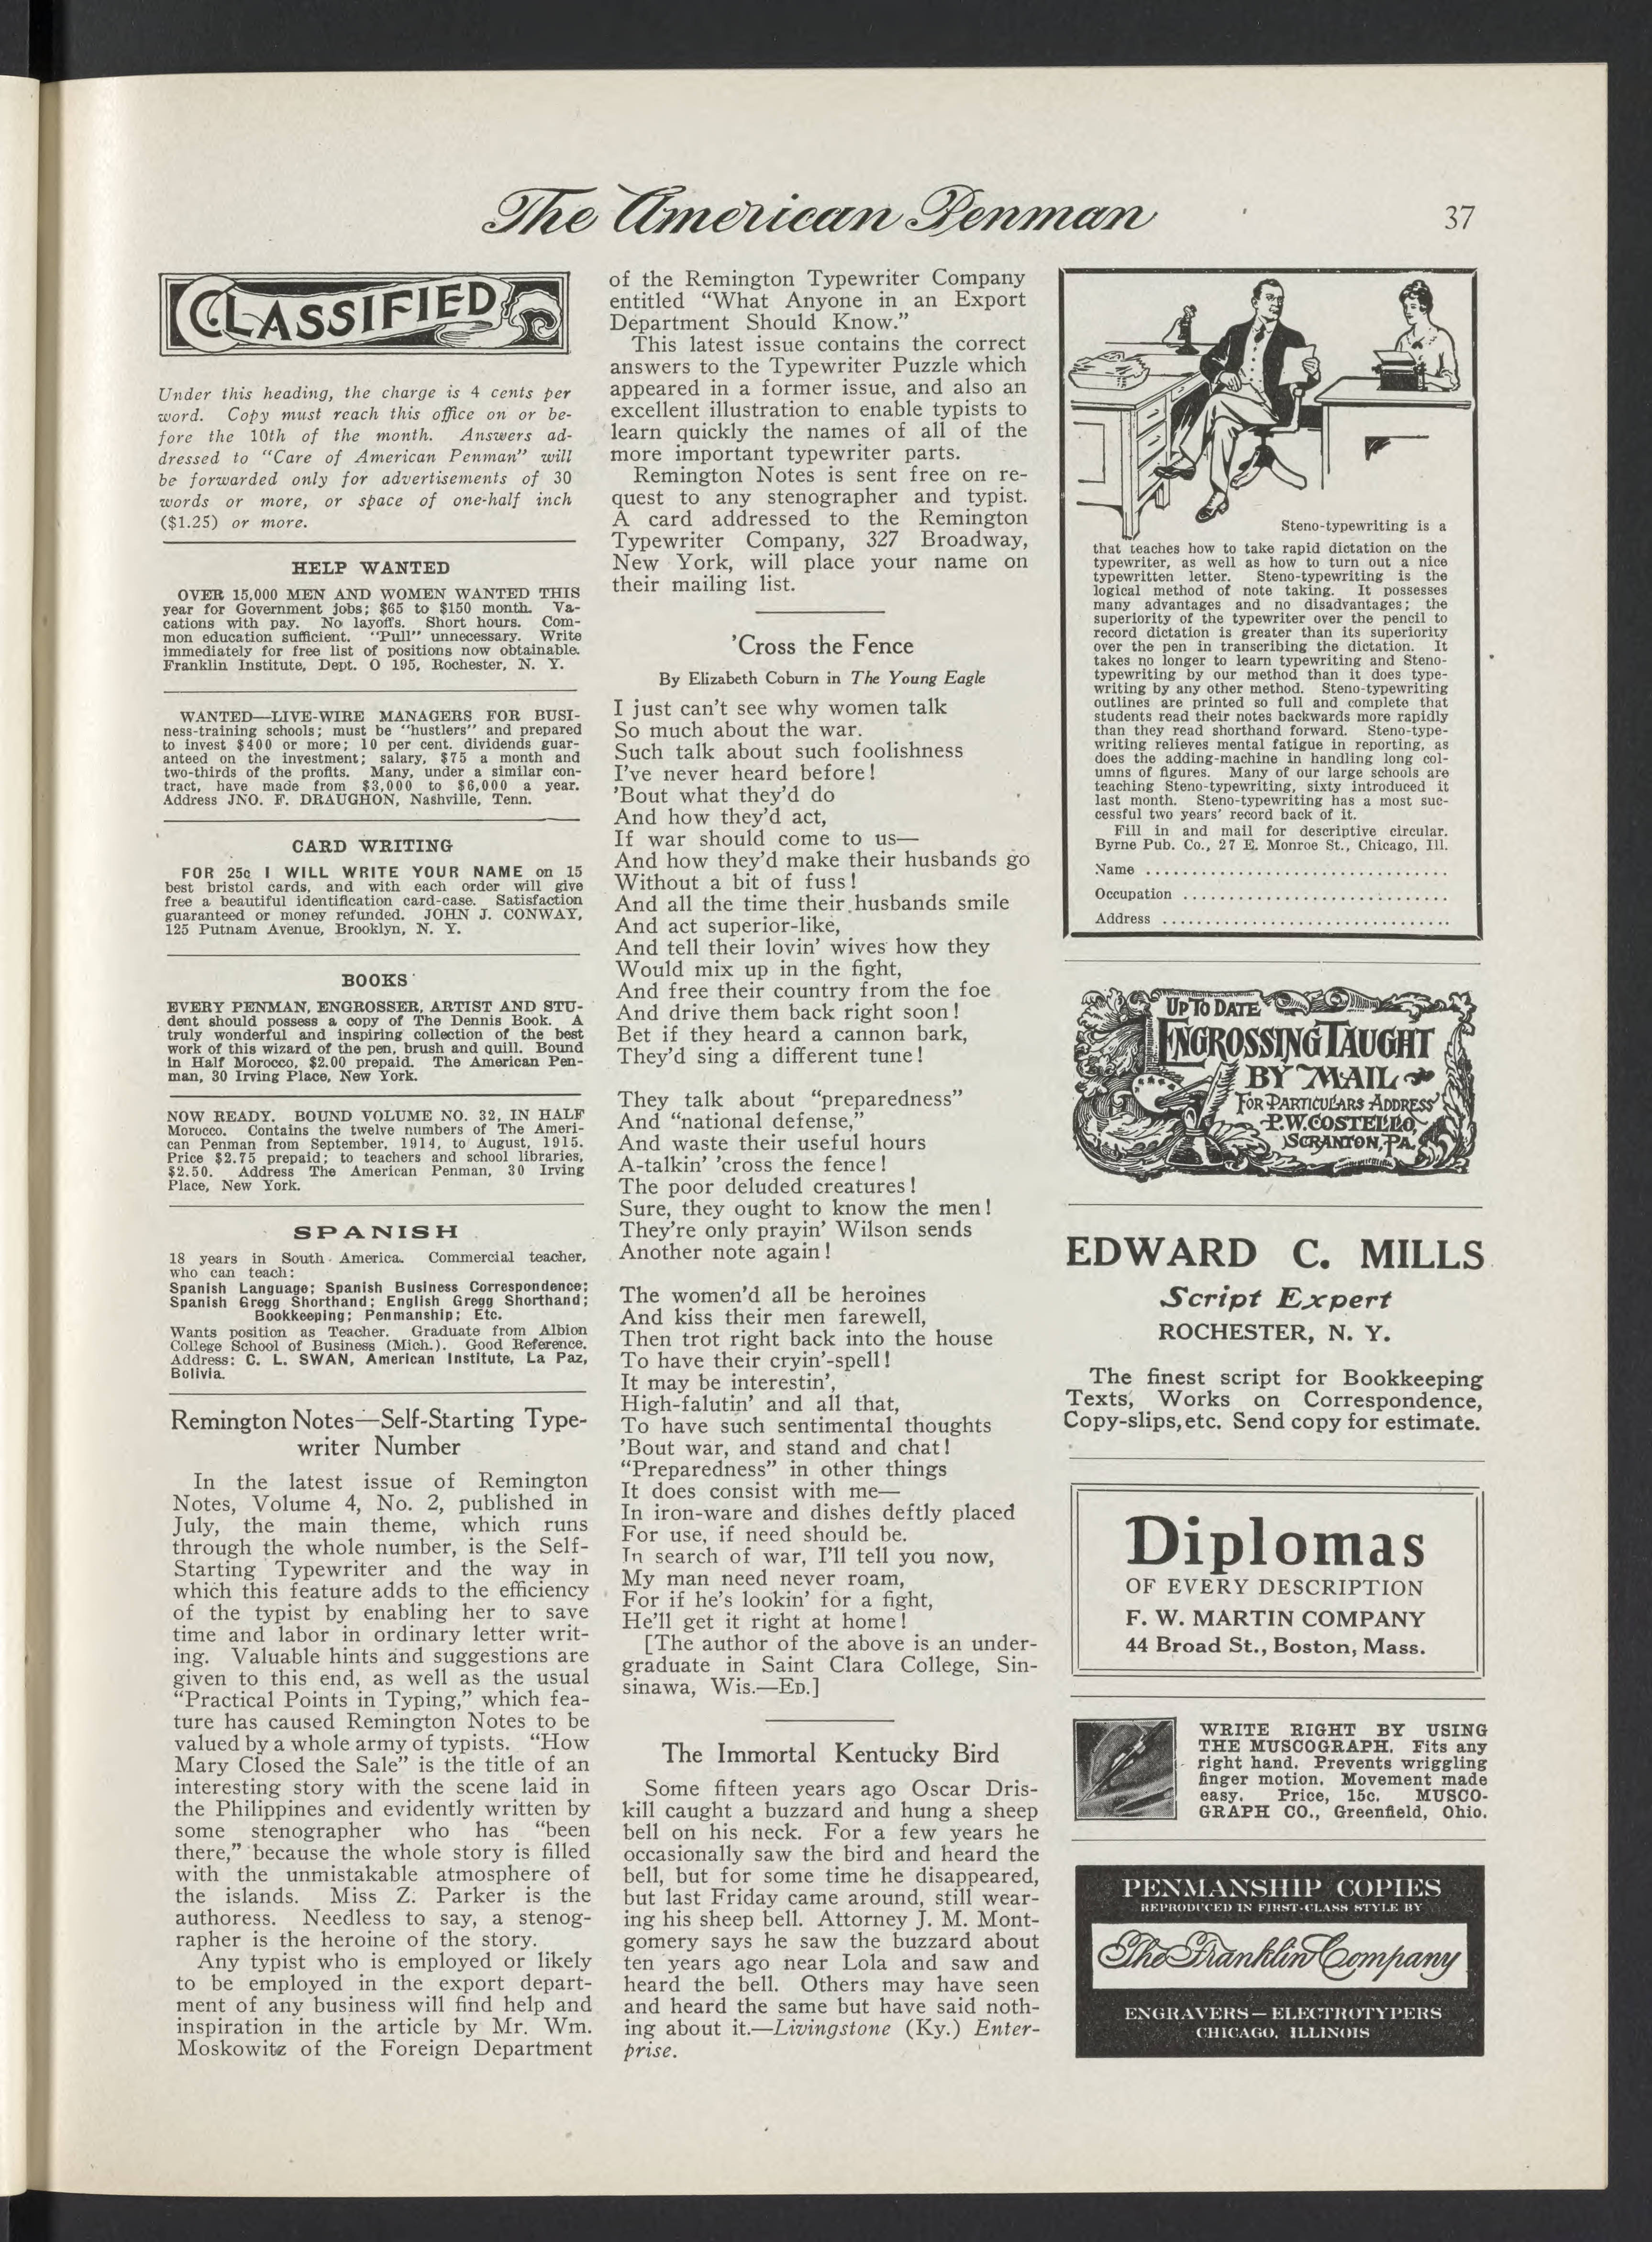 The American Penman
37
CLASSIFIED
Under this heading, the charge is 4 cents per
word. Copy must reach this office on or be-
fore the 10th of the month. Answers ad-
dressed to "Care of American Penman" will
be forwarded only for advertisements of 30
words or more, or space of one-half inch
($1.25) or more.
HELP WANTED
OVER 15,000 MEN AND WOMEN WANTED THIS
year for Government jobs; $65 to $150 month. Va-
cations with pay. No layoffs. Short hours. Com-
mon education sufficient. "Pull" unnecessary. Write
immediately for free list of positions now obtainable.
Franklin Institute, Dept. O 195, Rochester, N. Y.
WANTED—LIVE-WIRE MANAGERS FOR BUSI-
ness-training schools; must be "hustlers" and prepared
to invest $400 or more; 10 per cent. dividends guar-
anteed on the investment; salary, $75 a month and
two-thirds of the profits. Many, under a similar con-
tract, have made from $3,000 to $6,000 a year.
Address JNO. F. DRAUGHON, Nashville, Tenn.
CARD WRITING
FOR 25c I WILL WRITE YOUR NAME on 15
best bristol cards, and with each order will give
free a beautiful identification card-case. Satisfaction
guaranteed or money refunded. JOHN J. CONWAY,
125 Putnam Avenue, Brooklyn, N. Y.
BOOKS
EVERY PENMAN, ENGROSSER, ARTIST AND STU-
dent should possess a copy of The Dennis Book. A
truly wonderful and inspiring collection of the best
work of this wizard of the pen, brush and quill. Bound
in Half Morocco, $2.00 prepaid. The American Pen-
man, 30 Irving Place, New York.
NOW READY. BOUND VOLUME NO. 32, IN HALF
Morocco. Contains the twelve numbers of The Ameri-
can Penman from September, 1914, to August, 1915.
Price $2.75 prepaid; to teachers and school libraries,
$2.50. Address The American Penman, 30 Irving
Place, New York.
SPANISH
18 years in South America. Commercial teacher,
who can teach:
Spanish Language; Spanish Business Correspondence;
Spanish Gregg Shorthand; English Gregg Shorthand;
Bookkeeping; Penmanship; Etc.
Wants position as Teacher. Graduate from Albion
College School of Business (Mich.). Good Reference.
Address: C. L. SWAN, American Institute, La Paz,
Bolivia.
Remington Notes—Self-Starting Type-
writer Number
In the latest issue of Remington
Notes, Volume 4, No. 2, published in
July, the main theme, which runs
through the whole number, is the Self-
Starting Typewriter and the way in
which this feature adds to the efficiency
of the typist by enabling her to save
time and labor in ordinary letter writ-
ing. Valuable hints and suggestions are
given to this end, as well as the usual
"Practical Points in Typing," which fea-
ture has caused Remington Notes to be
valued by a whole army of typists. "How
Mary Closed the Sale" is the title of an
interesting story with the scene laid in
the Philippines and evidently written by
some stenographer who has "been
there," because the whole story is filled
with the unmistakable atmosphere of
the islands. Miss Z. Parker is the
authoress. Needless to say, a stenog-
rapher is the heroine of the story.
Any typist who is employed or likely
to be employed in the export depart-
ment of any business will find help and
inspiration in the article by Mr. Wm.
Moskowitz of the Foreign Department
of the Remington Typewriter Company
entitled "What Anyone in an Export
Department Should Know."
This latest issue contains the correct
answers to the Typewriter Puzzle which
appeared in a former issue, and also an
excellent illustration to enable typists to
learn quickly the names of all of the
more important typewriter parts.
Remington Notes is sent free on re-
quest to any stenographer and typist.
A card addressed to the Remington
Typewriter Company, 327 Broadway,
New York, will place your name on
their mailing list.
'Cross the Fence
By Elizabeth Coburn in The Young Eagle
I just can't see why women talk
So much about the war.
Such talk about such foolishness
I've never heard before!
'Bout what they'd do
And how they'd act,
If war should come to us—
And how they'd make their husbands go
Without a bit of fuss!
And all the time their husbands smile
And act superior-like,
And tell their lovin' wives how they
Would mix up in the fight,
And free their country from the foe
And drive them back right soon!
Bet if they heard a cannon bark,
They'd sing a different tune!
They talk about "preparedness"
And "national defense,"
And waste their useful hours
A-talkin' 'cross the fence!
The poor deluded creatures!
Sure, they ought to know the men!
They're only prayin' Wilson sends
Another note again!
The women'd all be heroines
And kiss their men farewell,
Then trot right back into the house
To have their cryin'-spell!
It may be interestin',
High-falutin' and all that,
To have such sentimental thoughts
'Bout war, and stand and chat!
"Preparedness" in other things
It does consist with me—
In iron-ware and dishes deftly placed
For use, if need should be.
In search of war, I'll tell you now,
My man need never roam,
For if he's lookin' for a fight,
He'll get it right at home!
[The author of the above is an under-
graduate in Saint Clara College, Sin-
sinawa, Wis.—ED.]
The Immortal Kentucky Bird
Some fifteen years ago Oscar Dris-
kill caught a buzzard and hung a sheep
bell on his neck. For a few years he
occasionally saw the bird and heard the
bell, but for some time he disappeared,
but last Friday came around, still wear-
ing his sheep bell. Attorney J. M. Mont-
gomery says he saw the buzzard about
ten years ago near Lola and saw and
heard the bell. Others may have seen
and heard the same but have said noth-
ing about it.—Livingstone (Ky.) Enter-
prise.
Steno-typewriting is a
that teaches how to take rapid dictation on the
typewriter, as well as how to turn out a nice
typewritten letter. Steno-typewriting is the
logical method of note taking. It possesses
many advantages and no disadvantages; the
superiority of the typewriter over the pencil to
record dictation is greater than its superiority
over the pen in transcribing the dictation. It
takes no longer to learn typewriting and Steno-
typewriting by our method than it does type-
writing by any other method. Steno-typewriting
outlines are printed so full and complete that
students read their notes backwards more rapidly
than they read shorthand forward. Steno-type-
writing relieves mental fatigue in reporting, as
does the adding-machine in handling long col-
umns of figures. Many of our large schools are
teaching Steno-typewriting, sixty introduced it
last month. Steno-typewriting has a most suc-
cessful two years' record back of it.
Fill in and mail for descriptive circular.
Byrne Pub. Co., 27 E. Monroe St., Chicago, Ill.
Name ................................
Occupation ............................
Address ...............................
UP TO DATE
ENGROSSING TAUGHT
BY MAIL
FOR PARTICULARS ADDRESS
P.W. COSTELLO,
SCRANTON, PA.
EDWARD C. MILLS
Script Expert
ROCHESTER, N. Y.
The finest script for Bookkeeping
Texts, Works on Correspondence,
Copy-slips, etc. Send copy for estimate.
Diplomas
OF EVERY DESCRIPTION
F. W. MARTIN COMPANY
44 Broad St., Boston, Mass.
WRITE RIGHT BY USING
THE MUSCOGRAPH. Fits any
right hand. Prevents wriggling
finger motion. Movement made
easy. Price, 15c. MUSCO-
GRAPH CO., Greenfield, Ohio.
PENMANSHIP COPIES
REPRODUCED IN FIRST-CLASS STYLE BY
The Franklin Company
ENGRAVERS—ELECTROTYPERS
CHICAGO, ILLINOIS